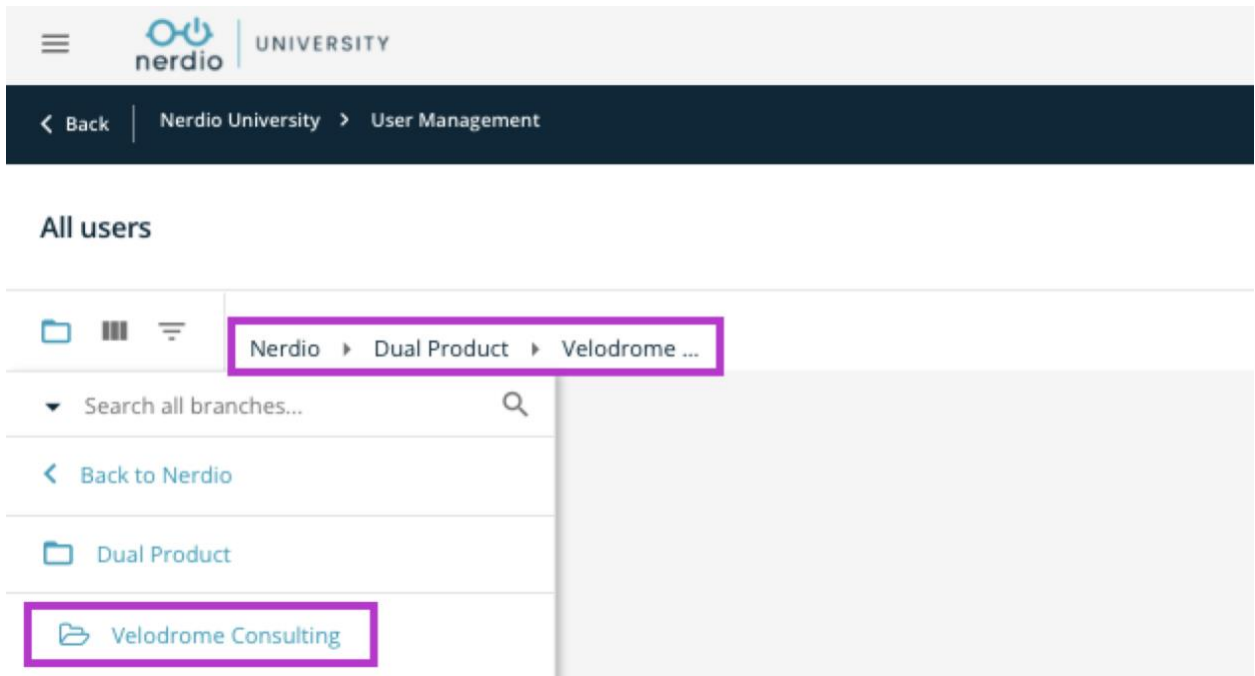 nerdio UNIVERSITY
Back Nerdio University > User Management
All users
Nerdio Dual Product Velodrome ...
Search all branches...
Back to Nerdio
Dual Product
Velodrome Consulting